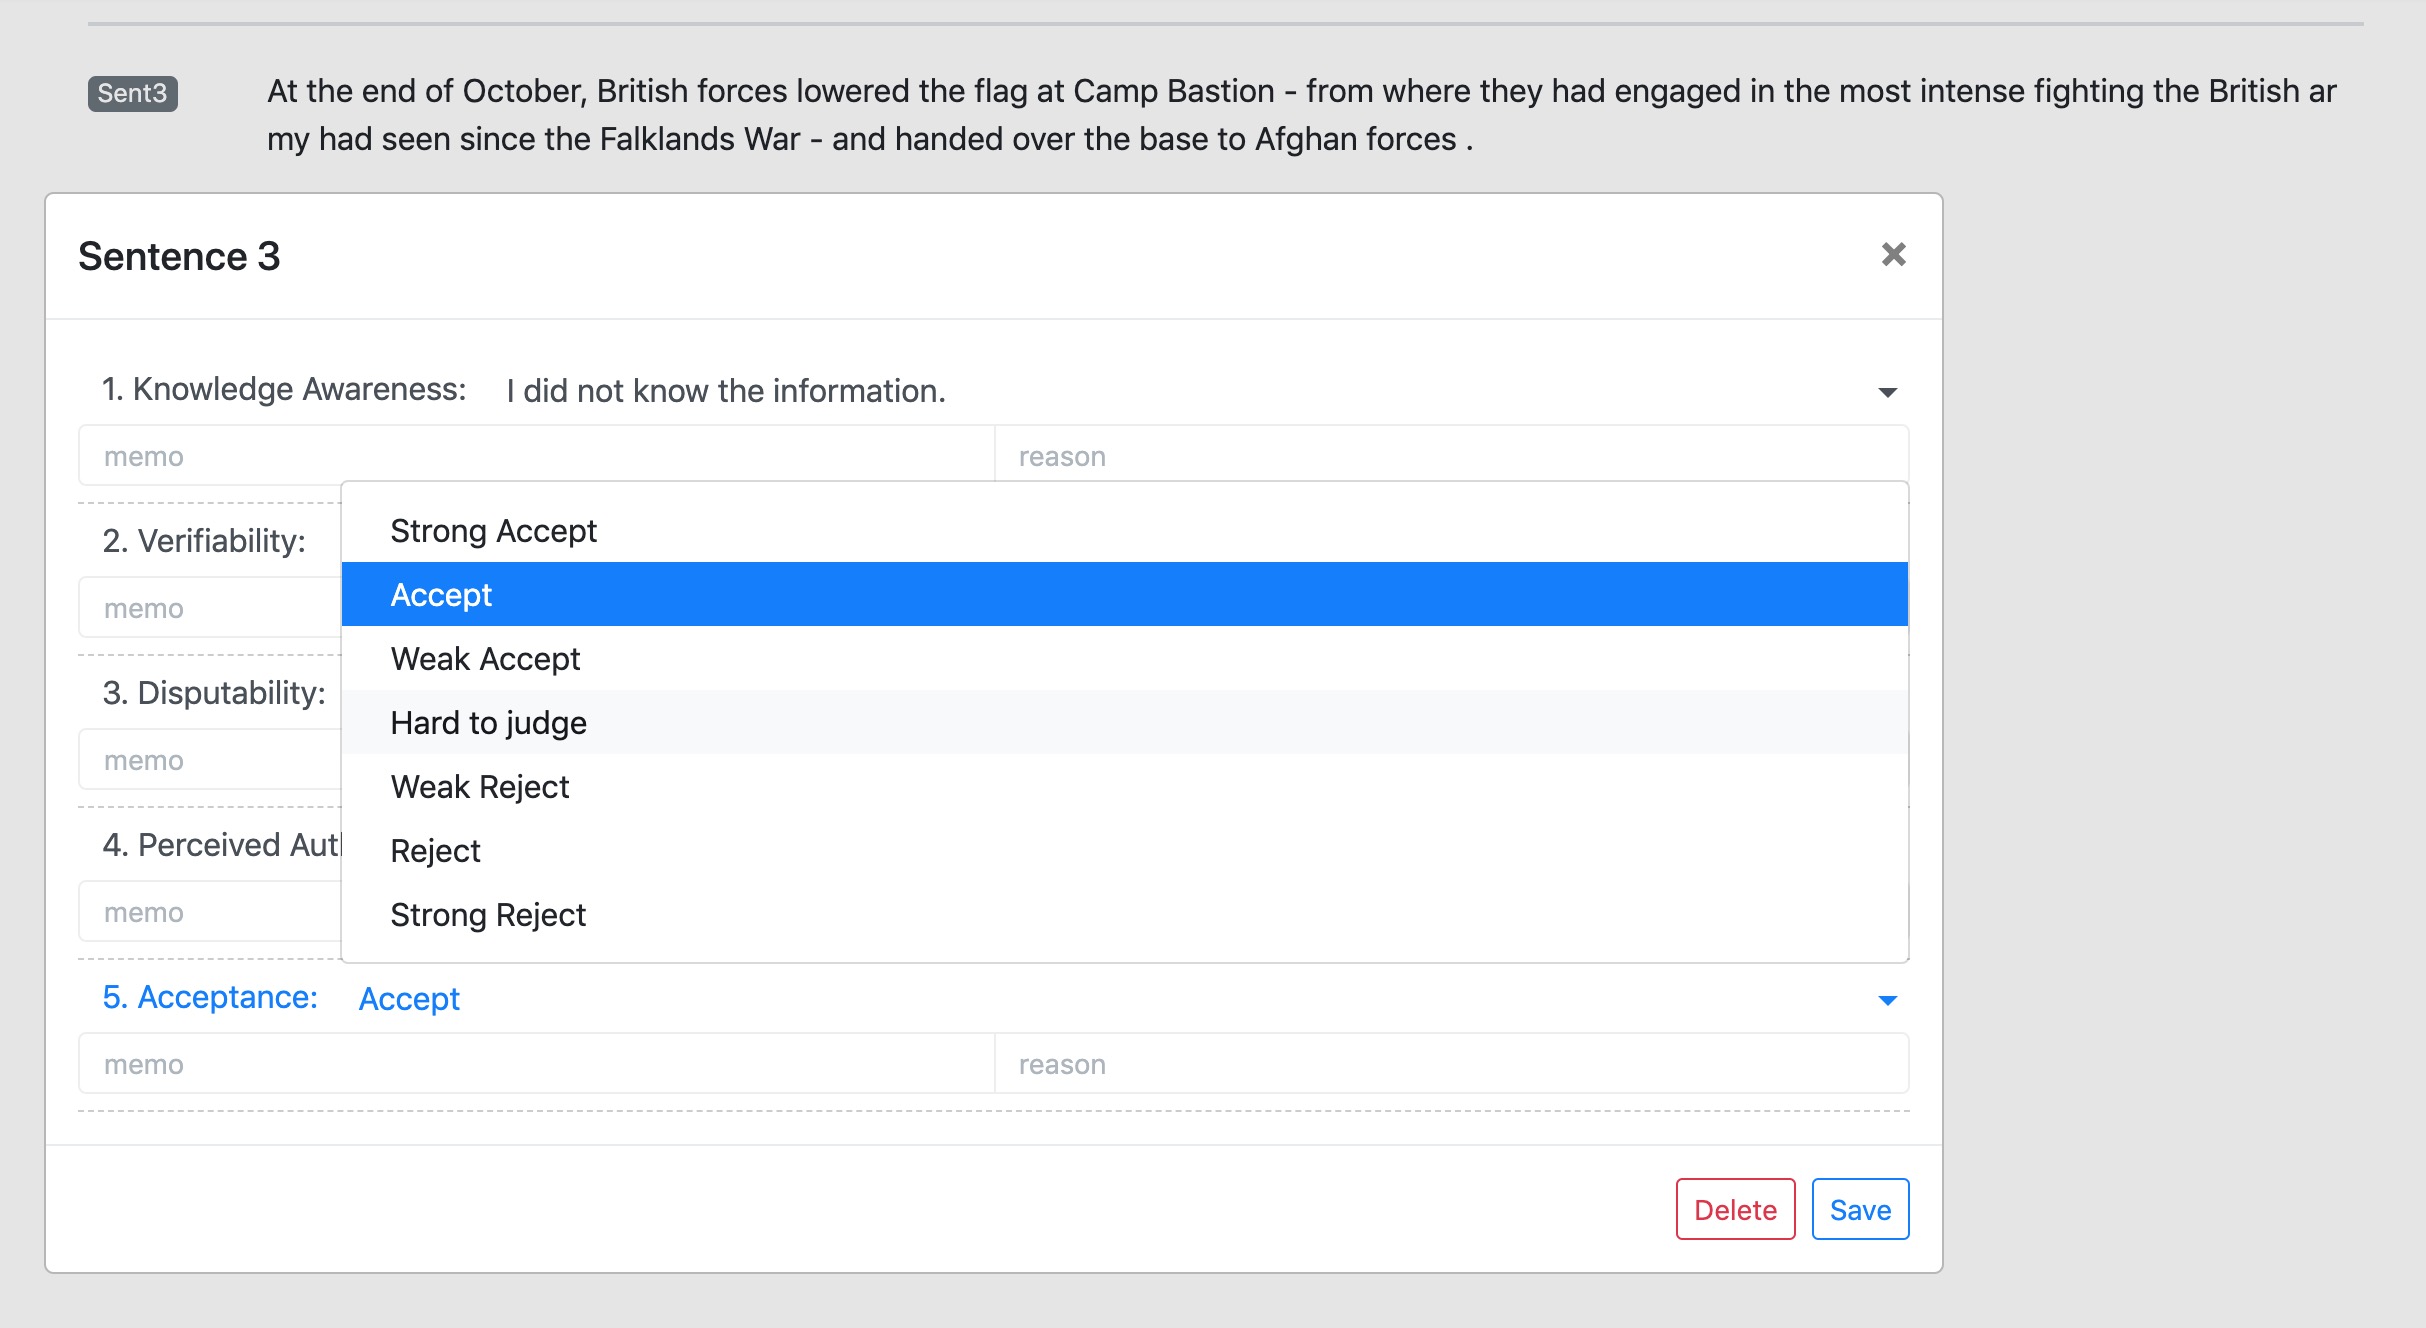 Sent3
At the end of October, British forces lowered the flag at Camp Bastion - from where they had engaged in the most intense fighting the British ar
my had seen since the Falklands War - and handed over the base to Afghan forces .
Sentence 3
1. Knowledge Awareness: I did not know the information.
memo reason
2. Verifiability:
memo
3. Disputability:
memo
4. Perceived
memo
Strong Accept
Accept
Weak Accept
Hard to judge
Weak Reject
Reject
Strong Reject
5. Acceptance: Accept
memo reason
Delete Save